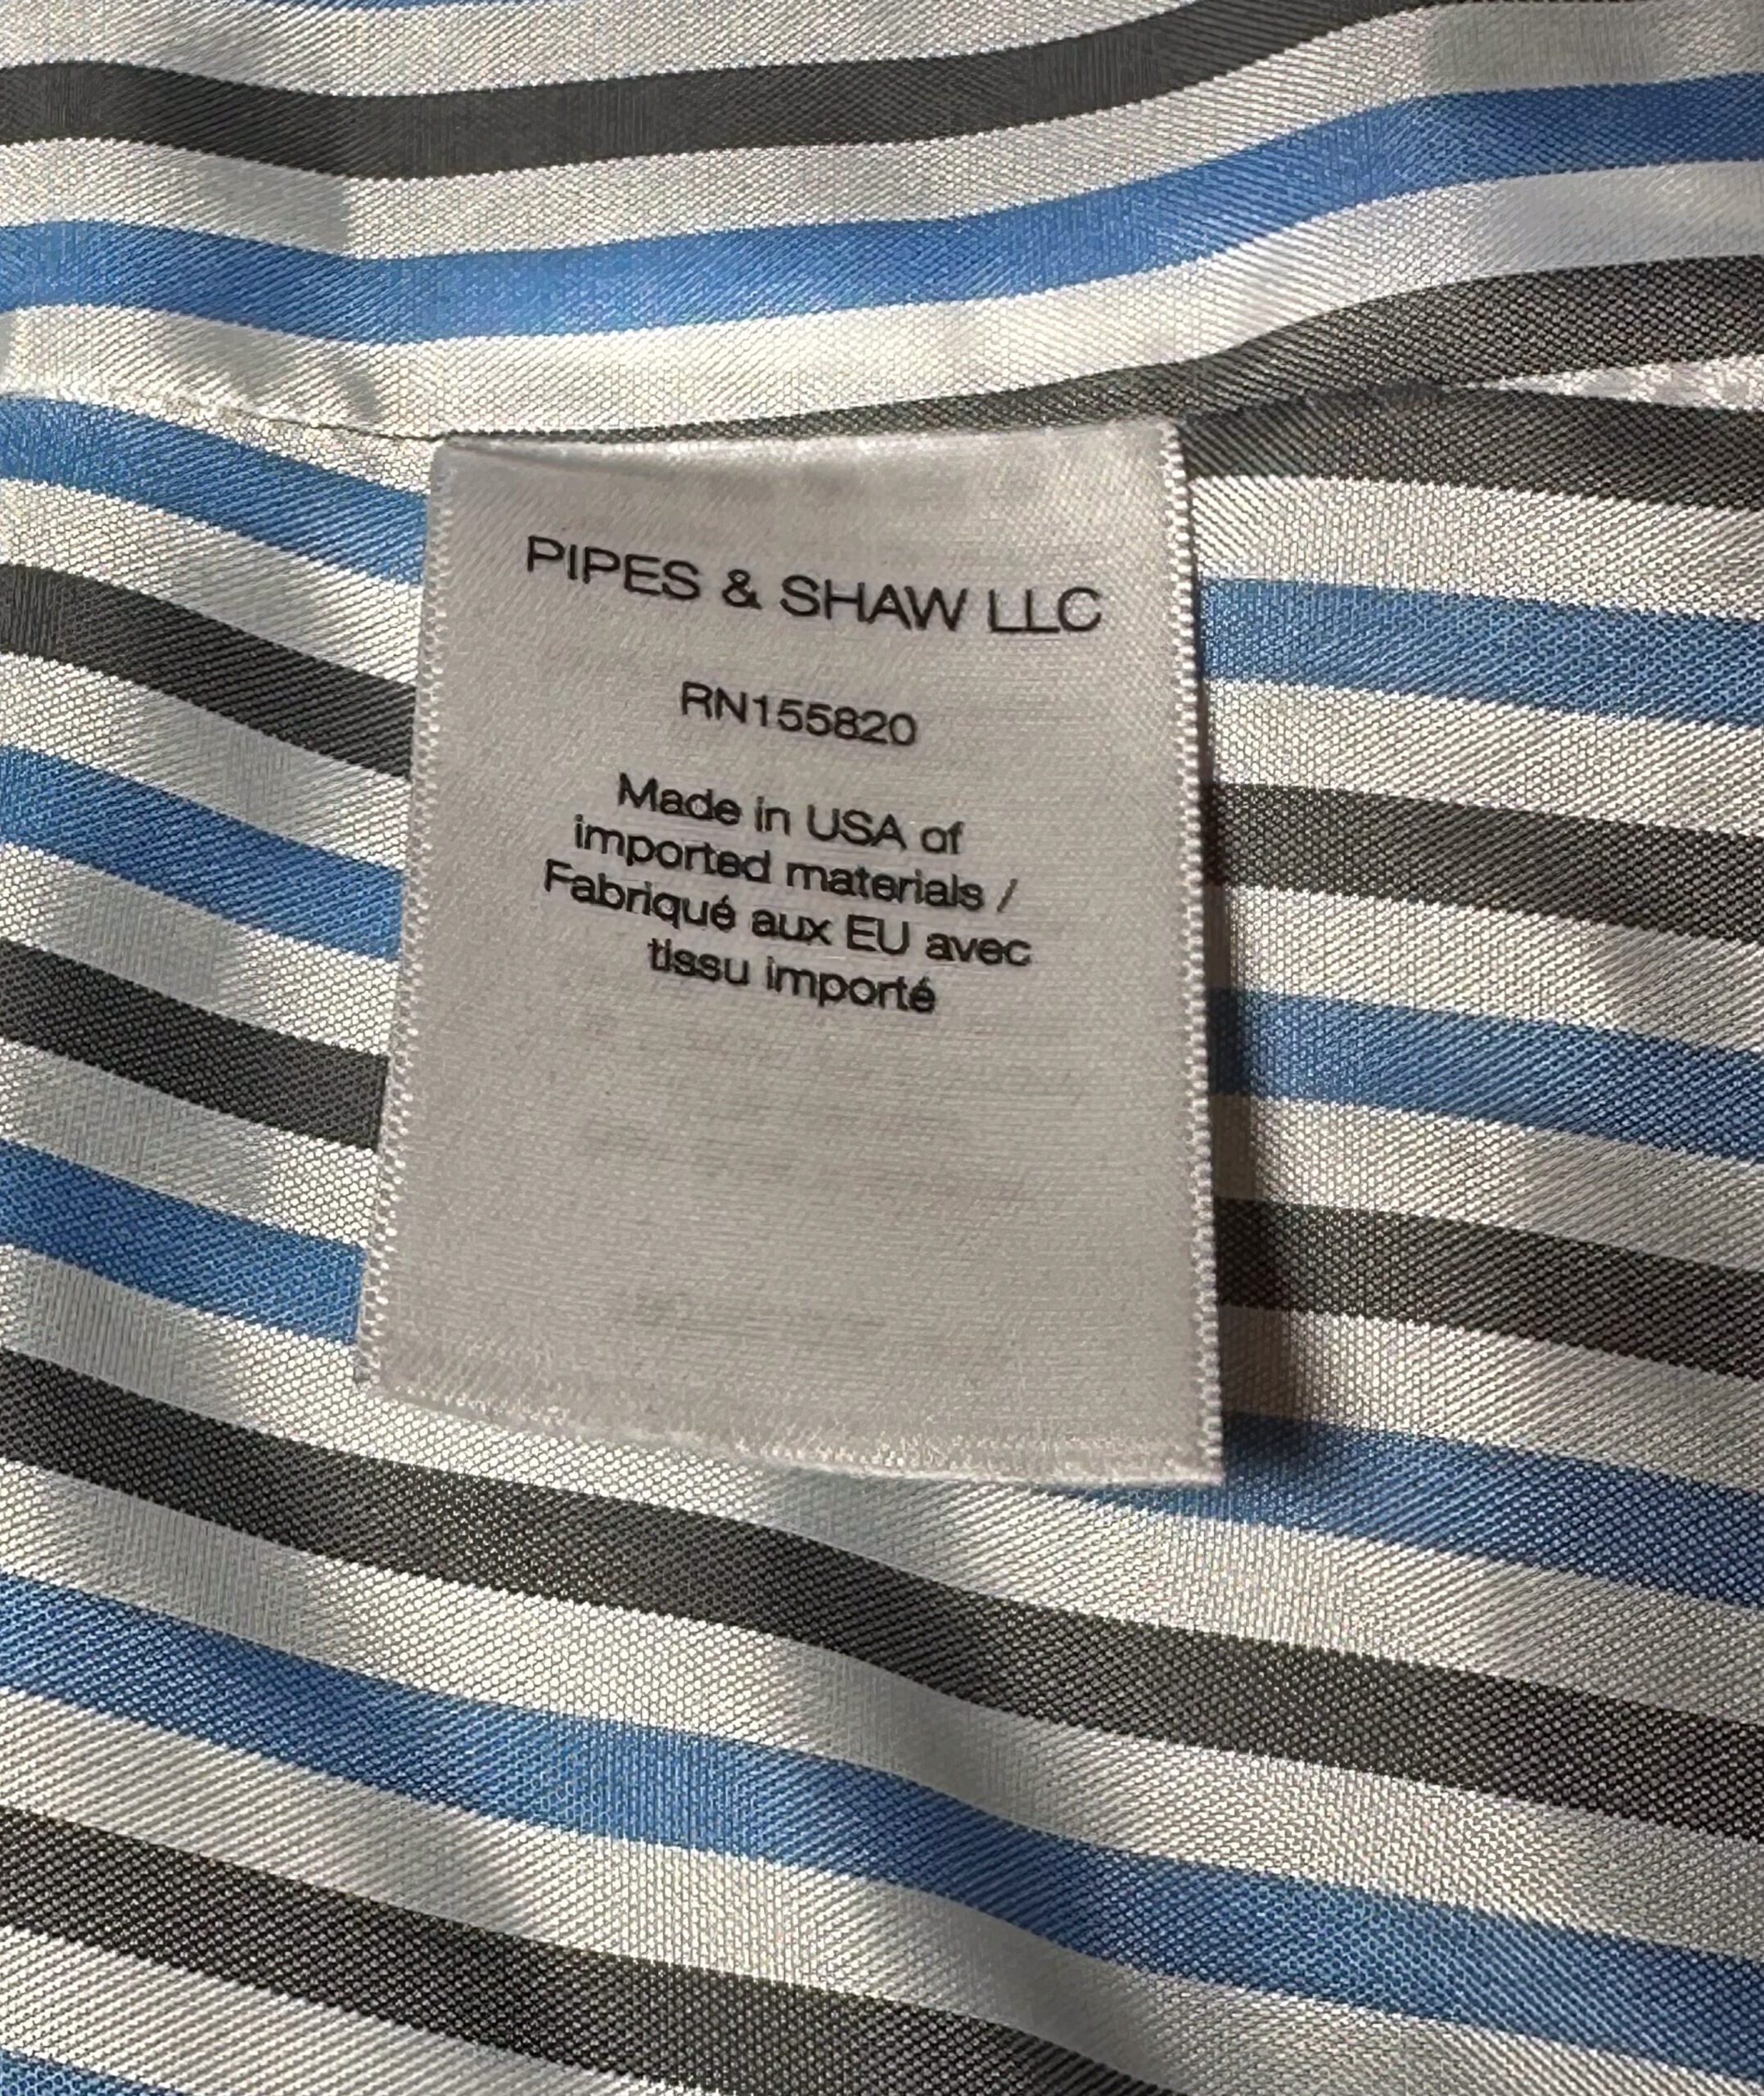 PIPES & SHAW LLC
RN155820
Made in USA of
imported materials /
Fabriqué aux EU avec
tissu importé